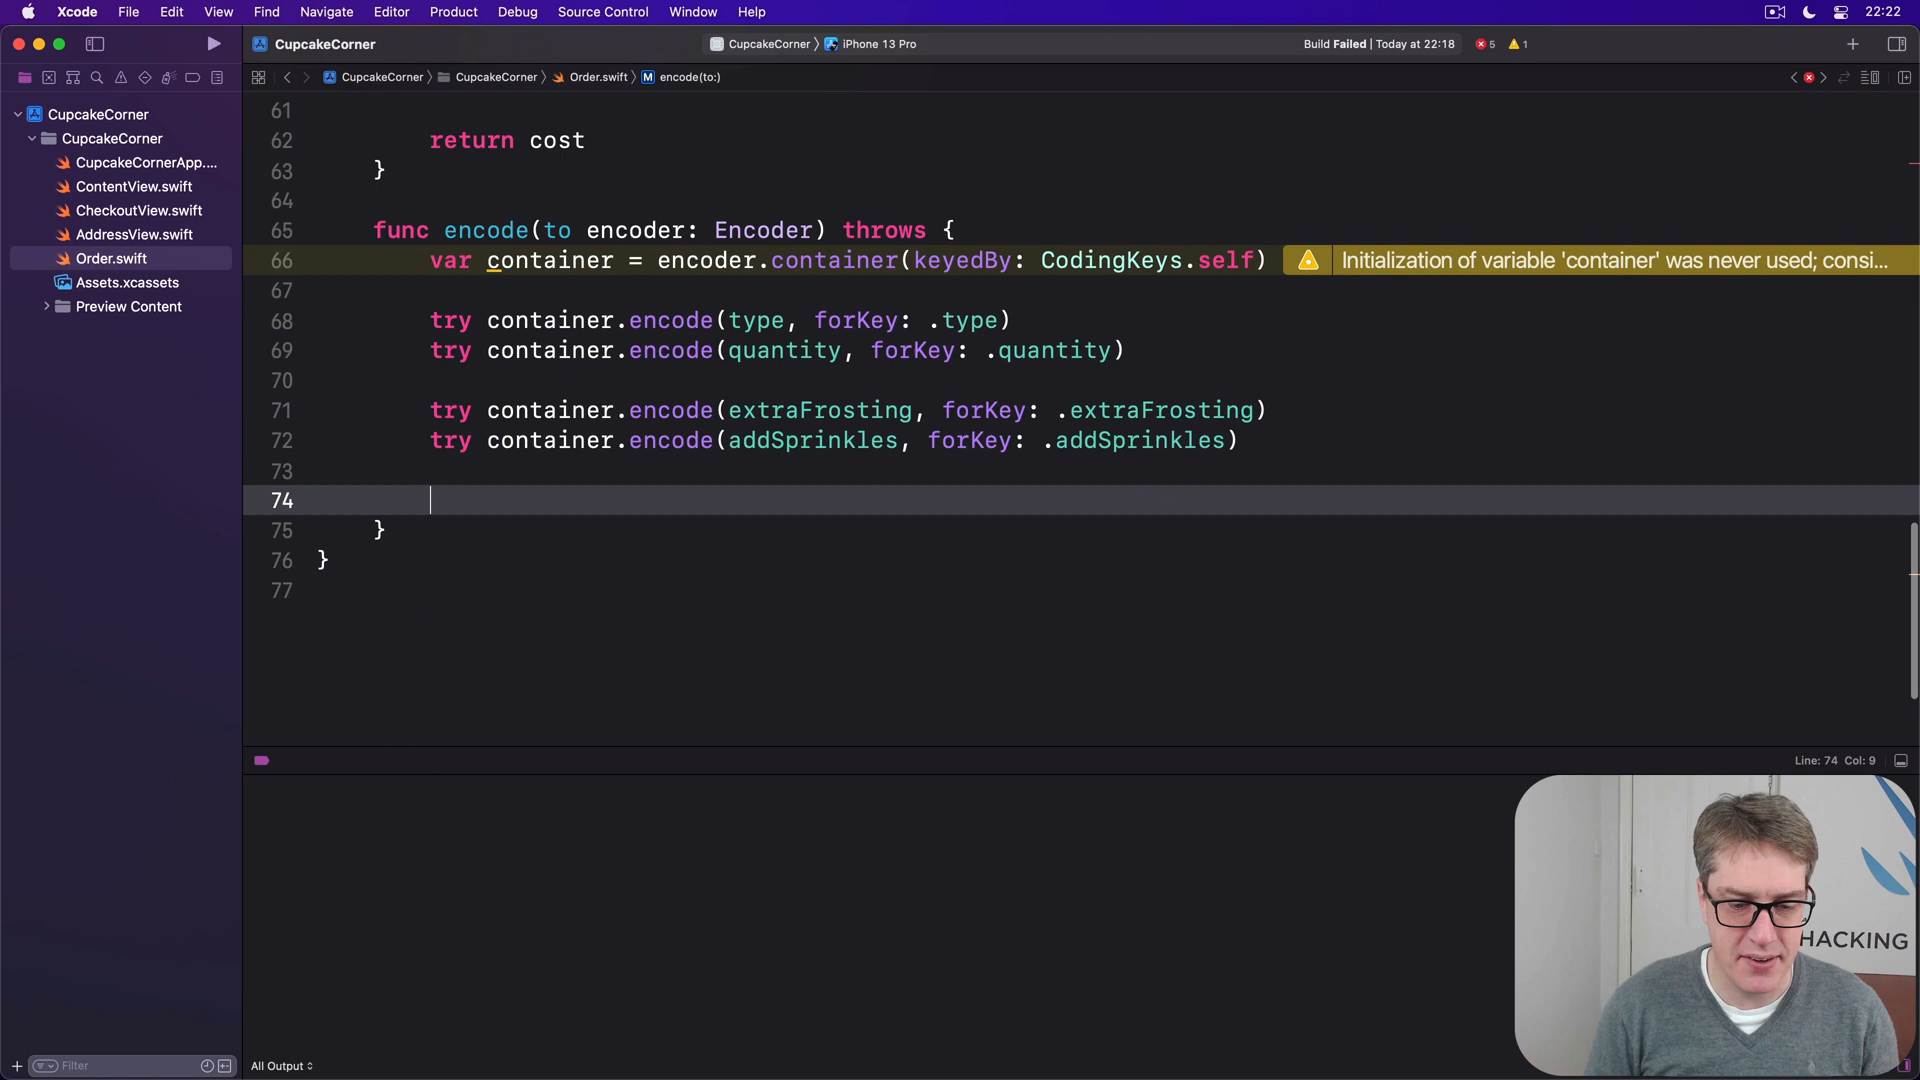 Xcode File Edit View Find Navigate Editor Product Debug Source Control Window Help 22:22
CupcakeCorner CupcakeCorner 〉 iPhone 13 Pro Build Failed | Today at 22:18 5 1
CupcakeCorner 〉 CupcakeCorner 〉 Order.swift 〉 M encode(to:)
CupcakeCorner
CupcakeCorner
CupcakeCornerApp....
ContentView.swift
CheckoutView.swift
AddressView.swift
Order.swift
Assets.xcassets
Preview Content
61
62 return cost
63 }
64
65 func encode(to encoder: Encoder) throws {
66 var container = encoder.container(keyedBy: CodingKeys.self) Initialization of variable 'container' was never used; consi...
67
68 try container.encode(type, forKey: .type)
69 try container.encode(quantity, forKey: .quantity)
70
71 try container.encode(extraFrosting, forKey: .extraFrosting)
72 try container.encode(addSprinkles, forKey: .addSprinkles)
73
74
75 }
76 }
77
Line: 74 Col: 9
HACKING
Filter
All Output